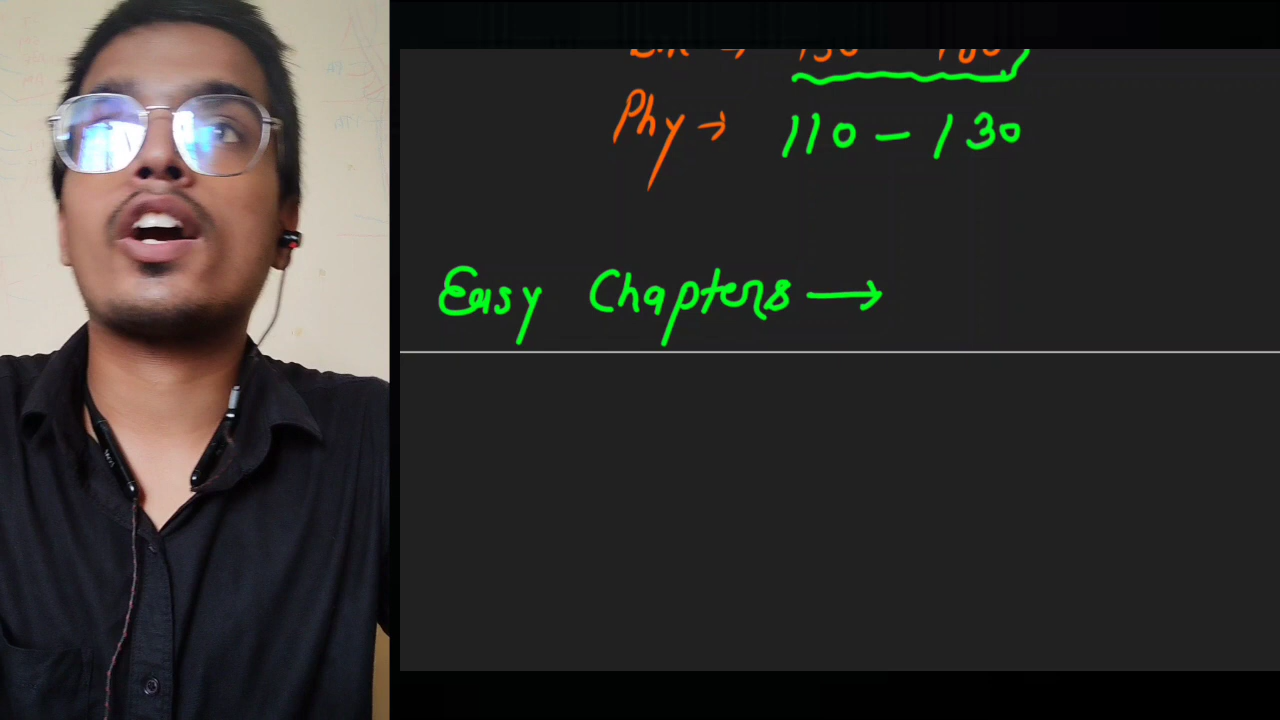 Phy → 110 - 130
Easy Chapters →